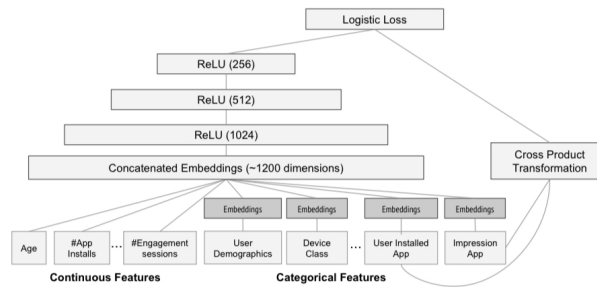 Logistic Loss
ReLU (256)
ReLU (512)
ReLU (1024)
Concatenated Embeddings (~1200 dimensions)
Cross Product
Transformation
Embeddings
Embeddings
Embeddings
Embeddings
Age
#App
Installs
...
#Engagement
sessions
User
Demographics
Device
Class
...
User Installed
App
Impression
App
Continuous Features
Categorical Features